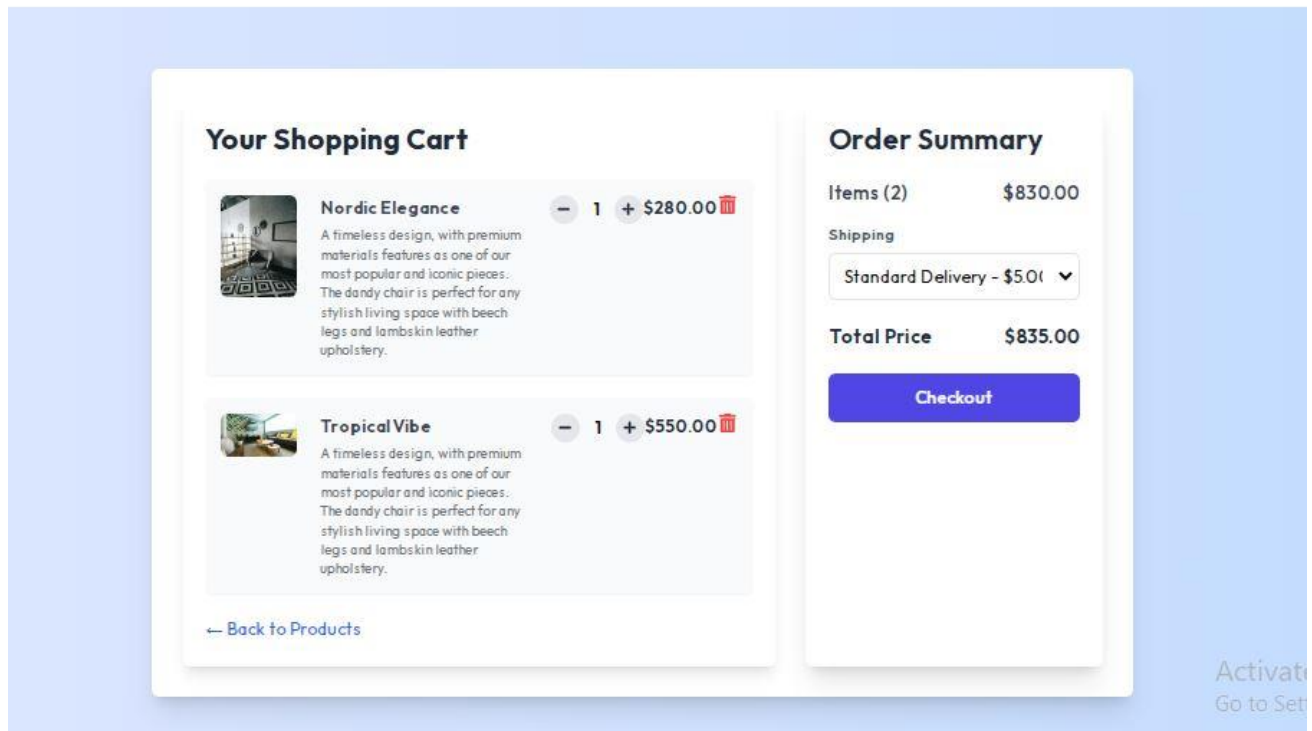 Your Shopping Cart
Nordic Elegance
− 1 + $280.00
A timeless design, with premium
materials features as one of our
most popular and iconic pieces.
The dandy chair is perfect for any
stylish living space with beech
legs and lambskin leather
upholstery.
Tropical Vibe
− 1 + $550.00
A timeless design, with premium
materials features as one of our
most popular and iconic pieces.
The dandy chair is perfect for any
stylish living space with beech
legs and lambskin leather
upholstery.
← Back to Products
Order Summary
Items (2) $830.00
Shipping
Standard Delivery - $5.0
Total Price $835.00
Checkout
Activate
Go to Sett